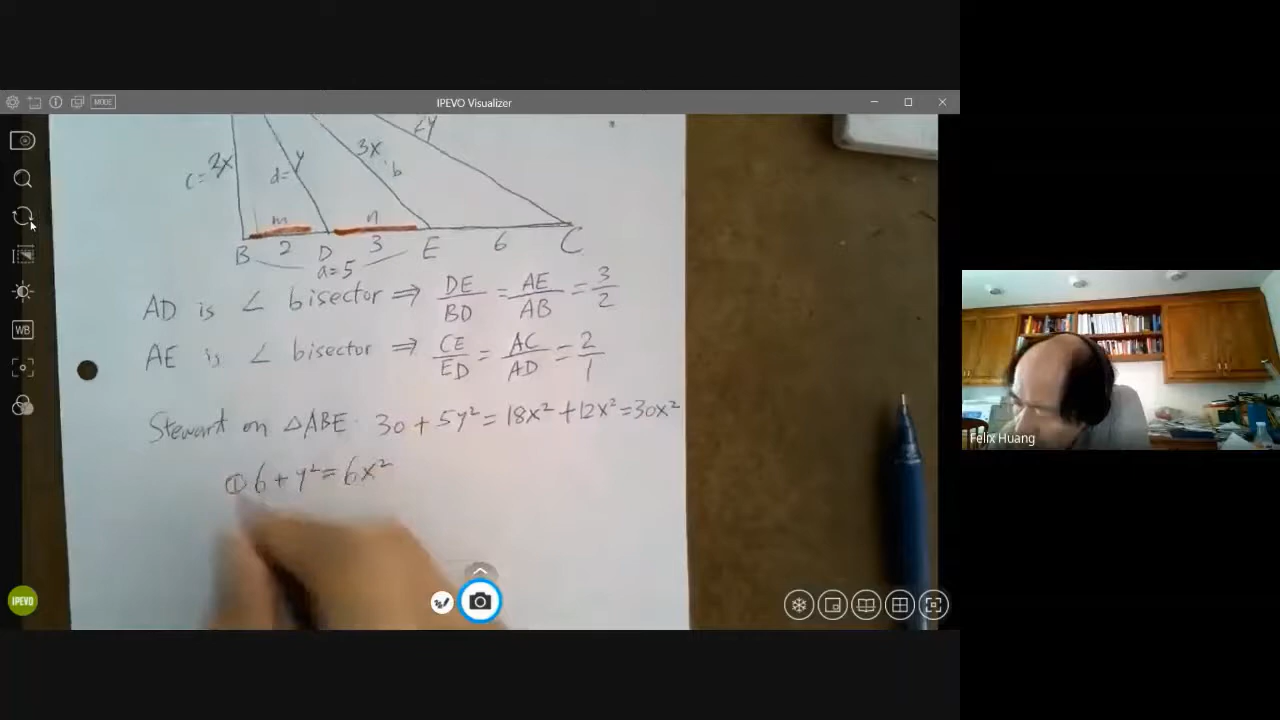 IPEVO Visualizer
MODE
2y
3x
c=2x
d=y
b
m
n
B 2 D 3 E 6 C
a=5
AD is ∠ bisector ⇒ DE/BD = AE/AB = 3/2
AE is ∠ bisector ⇒ CE/ED = AC/AD = 2/1
Stewart on △ABE. 30 + 5y² = 18x² + 12x² = 30x²
① 6 + y² = 6x²
WB
IPEVO
Felix Huang